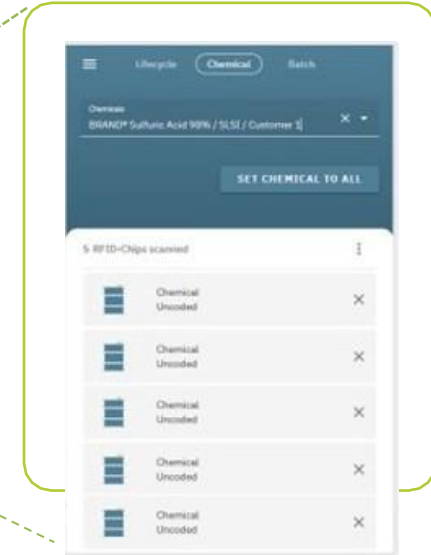 Lifecycle Chemical Batch
Chemicals
BRAND® Sulfuric Acid 98% / SLSI / Customer 1
SET CHEMICAL TO ALL
5 RFID-Chips scanned
Chemical
Uncoded
Chemical
Uncoded
Chemical
Uncoded
Chemical
Uncoded
Chemical
Uncoded